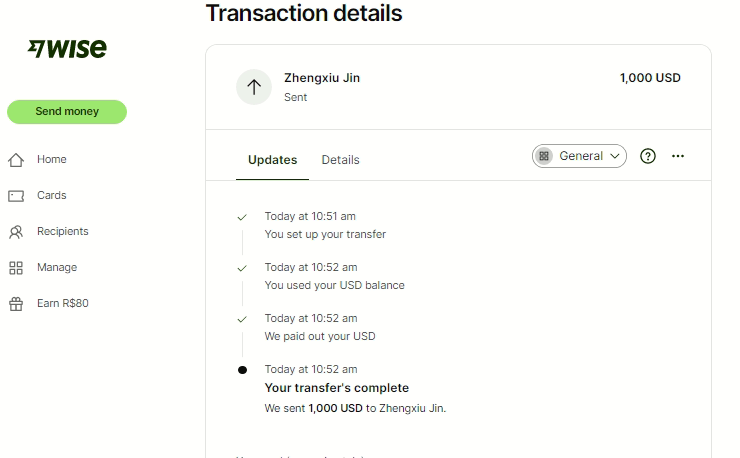 Transaction details
WISE
Send money
Home
Cards
Recipients
Manage
Earn R$80
Zhengxiu Jin
1,000 USD
Sent
Updates
Details
General
?
Today at 10:51 am
You set up your transfer
Today at 10:52 am
You used your USD balance
Today at 10:52 am
We paid out your USD
Today at 10:52 am
Your transfer's complete
We sent 1,000 USD to Zhengxiu Jin.